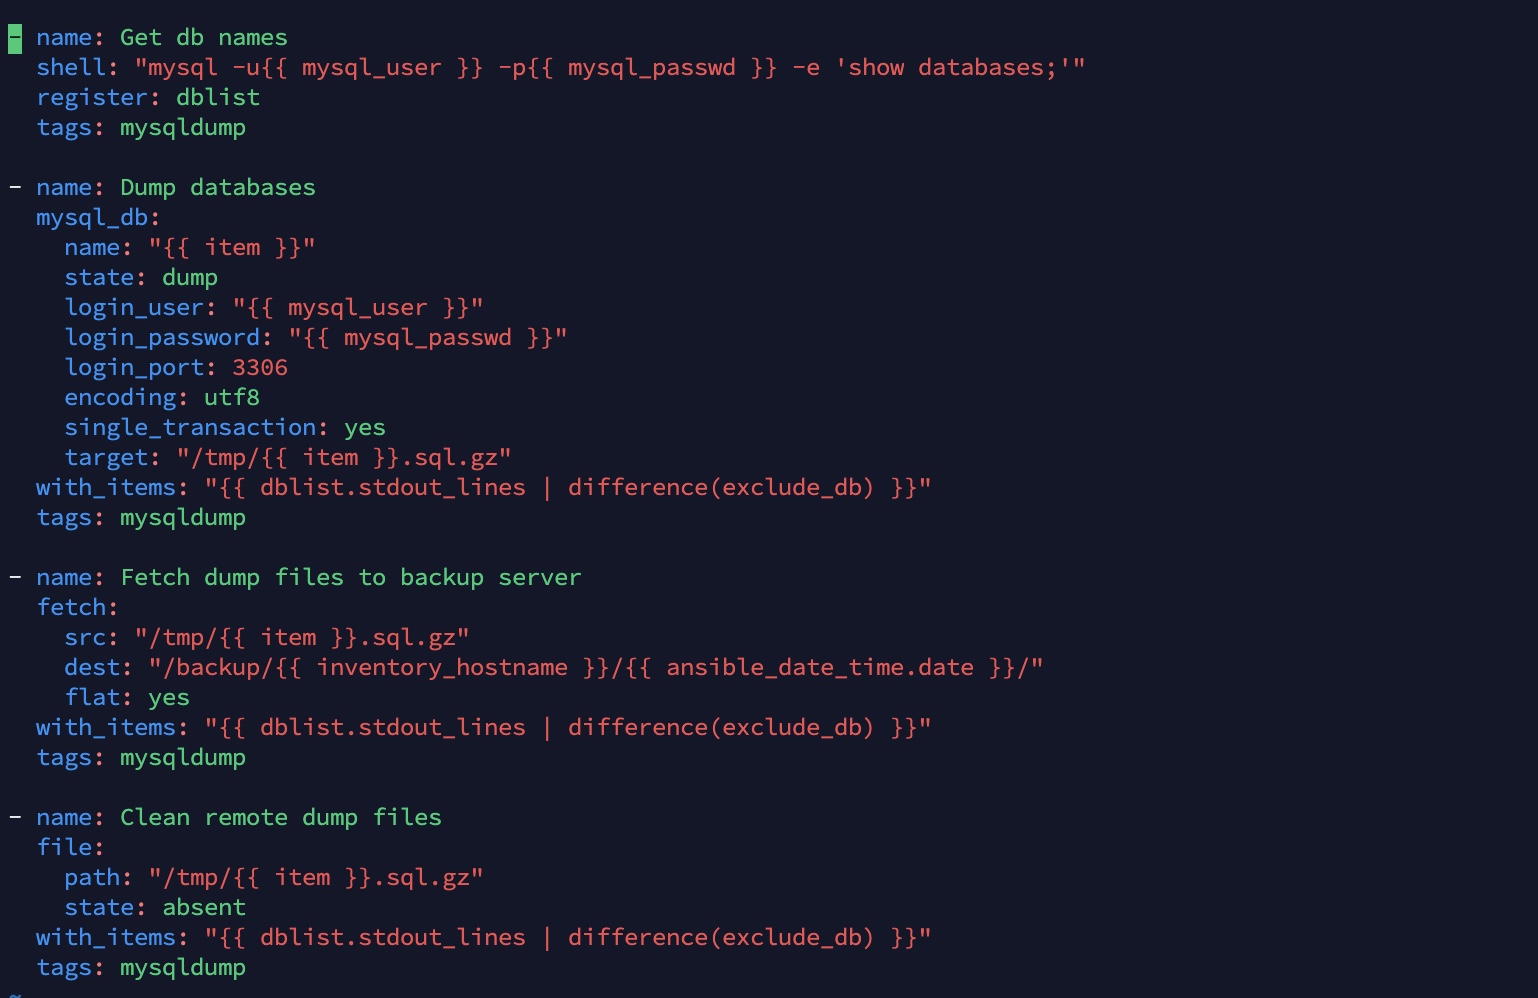 - name: Get db names
  shell: "mysql -u{{ mysql_user }} -p{{ mysql_passwd }} -e 'show databases;'"
  register: dblist
  tags: mysqldump

- name: Dump databases
  mysql_db:
    name: "{{ item }}"
    state: dump
    login_user: "{{ mysql_user }}"
    login_password: "{{ mysql_passwd }}"
    login_port: 3306
    encoding: utf8
    single_transaction: yes
    target: "/tmp/{{ item }}.sql.gz"
  with_items: "{{ dblist.stdout_lines | difference(exclude_db) }}"
  tags: mysqldump

- name: Fetch dump files to backup server
  fetch:
    src: "/tmp/{{ item }}.sql.gz"
    dest: "/backup/{{ inventory_hostname }}/{{ ansible_date_time.date }}/"
    flat: yes
  with_items: "{{ dblist.stdout_lines | difference(exclude_db) }}"
  tags: mysqldump

- name: Clean remote dump files
  file:
    path: "/tmp/{{ item }}.sql.gz"
    state: absent
  with_items: "{{ dblist.stdout_lines | difference(exclude_db) }}"
  tags: mysqldump
~